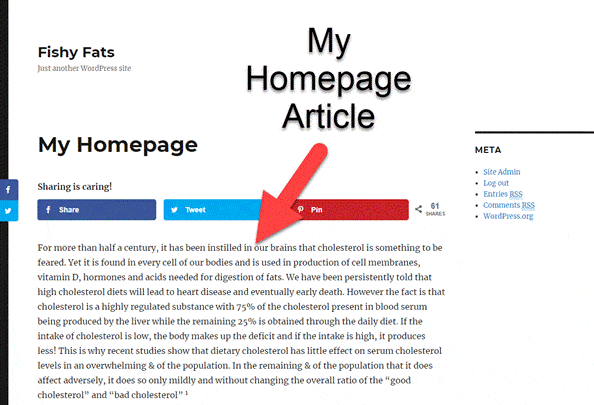 Fishy Fats
Just another WordPress site
My
Homepage
Article
My Homepage
Sharing is caring!
Share
Tweet
Pin
61
SHARES
For more than half a century, it has been instilled in our brains that cholesterol is something to be
feared. Yet it is found in every cell of our bodies and is used in production of cell membranes,
vitamin D, hormones and acids needed for digestion of fats. We have been persistently told that
high cholesterol diets will lead to heart disease and eventually early death. However the fact is that
cholesterol is a highly regulated substance with 75% of the cholesterol present in blood serum
being produced by the liver while the remaining 25% is obtained through the daily diet. If the
intake of cholesterol is low, the body makes up the deficit and if the intake is high, it produces
less! This is why recent studies show that dietary cholesterol has little effect on serum cholesterol
levels in an overwhelming & of the population. In the remaining & of the population that it does
affect adversely, it does so only mildly and without changing the overall ratio of the “good
cholesterol” and “bad cholesterol” ¹
META
Site Admin
Log out
Entries RSS
Comments RSS
WordPress.org